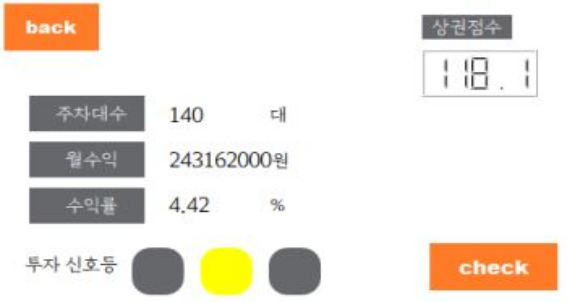 back
상권점수
118.1
주차대수 140 대
월수익 243162000원
수익률 4.42 %
투자 신호등
check